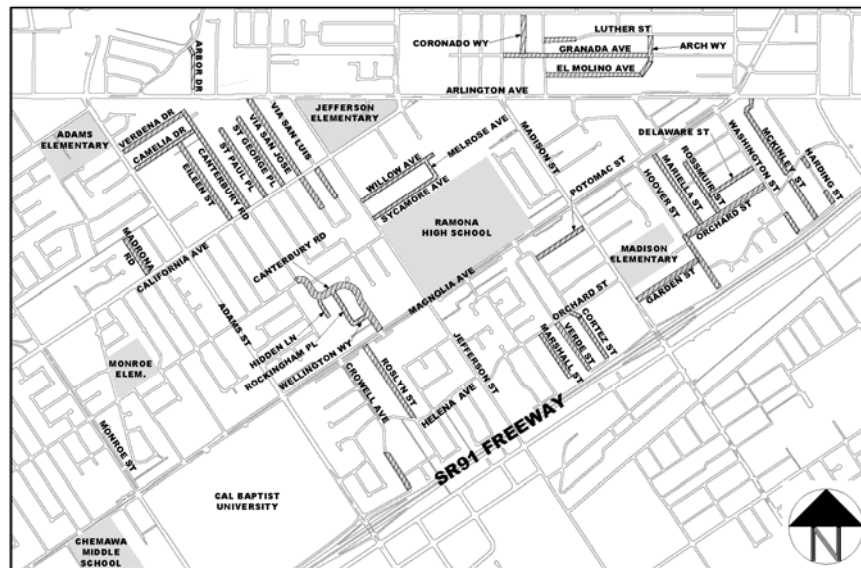 LUTHER ST
CORONADO WY
GRANADA AVE
ARCH WY
ARBOR DR
EL MOLINO AVE
ARLINGTON AVE
JEFFERSON
ELEMENTARY
ADAMS
ELEMENTARY
VERBENA DR
CAMELIA DR
EILEEN ST
CANTERBURY RD
ST PAUL PL
ST GEORGE PL
VIA SAN JOSE
VIA SAN LUIS
WILLOW AVE
MELROSE AVE
SYCAMORE AVE
MADISON ST
POTOMAC ST
DELAWARE ST
HOOVER ST
MARIELLA ST
ROSSMUIR ST
WASHINGTON ST
MCKINLEY ST
HARDING ST
ORCHARD ST
RAMONA
HIGH SCHOOL
MADISON
ELEMENTARY
GARDEN ST
MADRONA
RD
CALIFORNIA AVE
CANTERBURY RD
MAGNOLIA AVE
ADAMS ST
HIDDEN LN
ROCKINGHAM PL
WELLINGTON WY
ORCHARD ST
CORTEZ ST
VERDE ST
MARSHALL ST
MONROE
ELEM.
JEFFERSON ST
ROSLYN ST
CROWELL AVE
HELENA AVE
MONROE ST
SR91 FREEWAY
CAL BAPTIST
UNIVERSITY
CHEMAWA
MIDDLE
SCHOOL
N